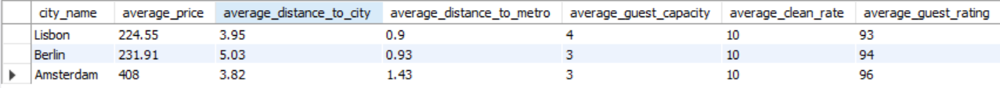 city_name average_price average_distance_to_city average_distance_to_metro average_guest_capacity average_clean_rate average_guest_rating
Lisbon 224.55 3.95 0.9 4 10 93
Berlin 231.91 5.03 0.93 3 10 94
Amsterdam 408 3.82 1.43 3 10 96